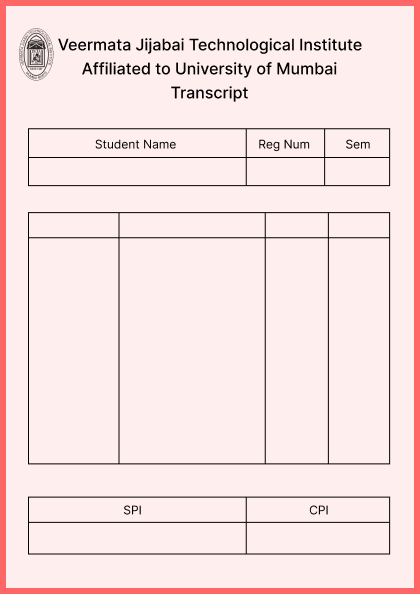 Veermata Jijabai Technological Institute
Affiliated to University of Mumbai
Transcript
Student Name Reg Num Sem
SPI CPI